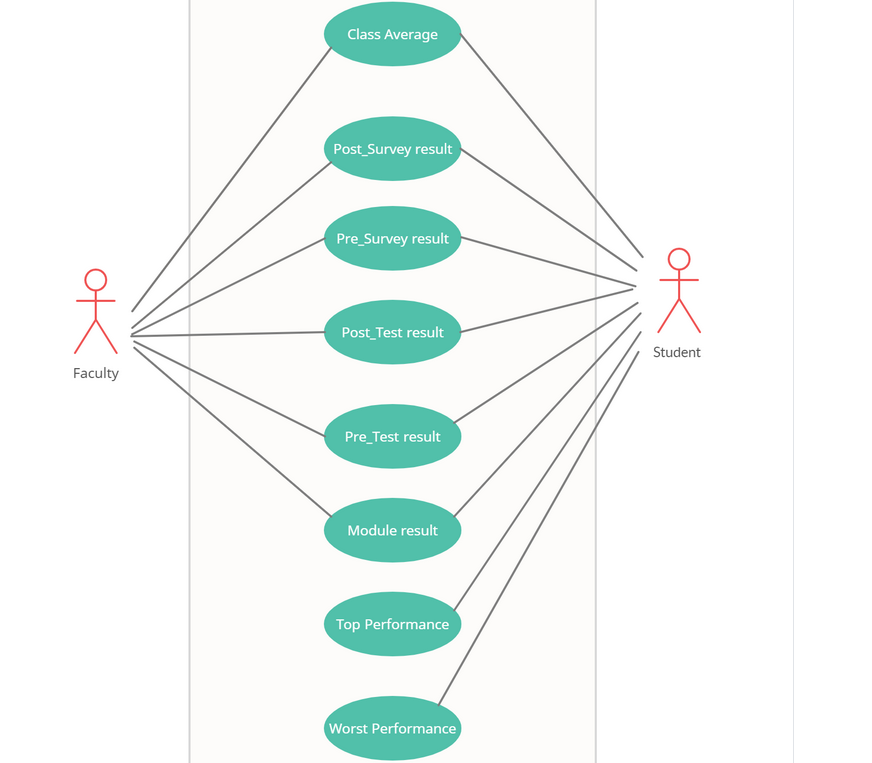 Class Average
Post_Survey result
Pre_Survey result
Post_Test result
Student
Faculty
Pre_Test result
Module result
Top Performance
Worst Performance